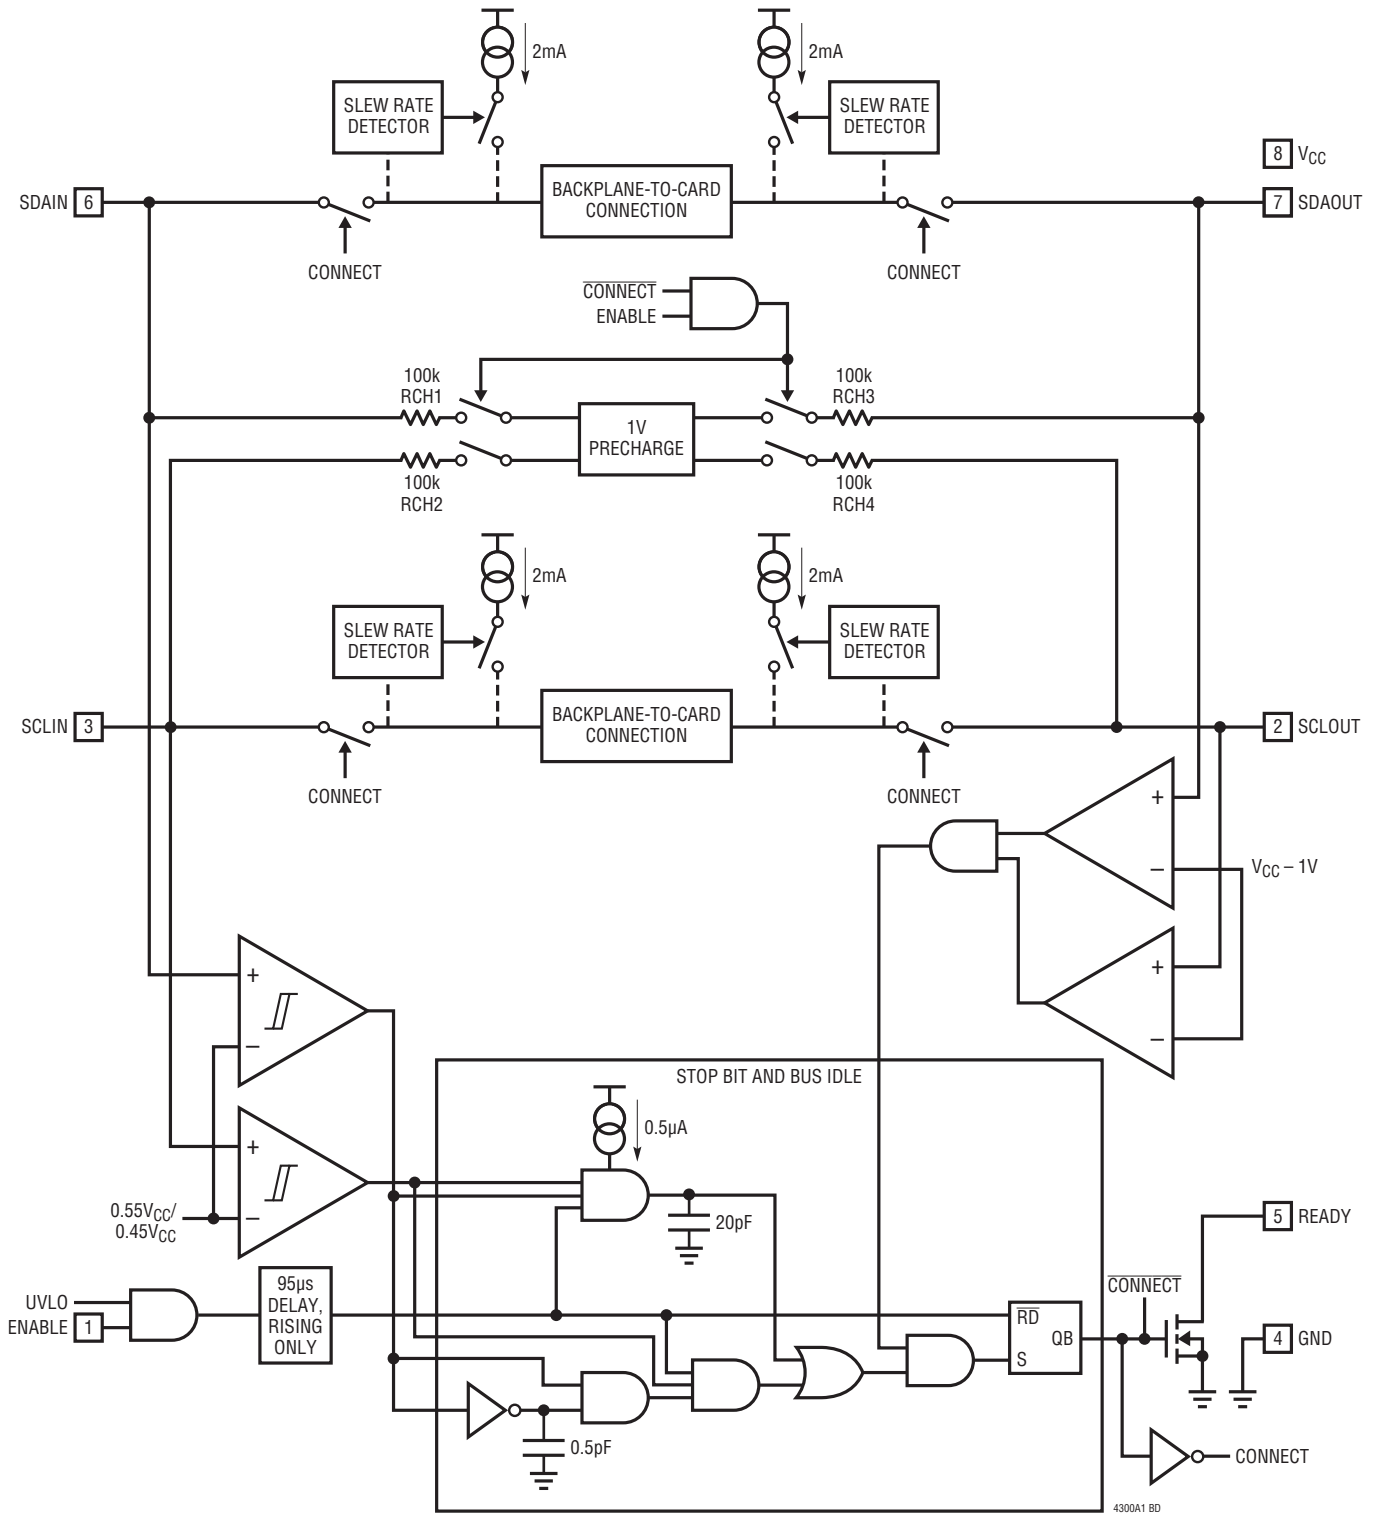 2mA
2mA
SLEW RATE
DETECTOR
SLEW RATE
DETECTOR
8 VCC
SDAIN 6
BACKPLANE-TO-CARD
CONNECTION
7 SDAOUT
CONNECT
CONNECT
CONNECT
ENABLE
100k
RCH1
100k
RCH3
1V
PRECHARGE
100k
RCH2
100k
RCH4
2mA
2mA
SLEW RATE
DETECTOR
SLEW RATE
DETECTOR
SCLIN 3
BACKPLANE-TO-CARD
CONNECTION
2 SCLOUT
CONNECT
CONNECT
+
–
VCC – 1V
+
–
+
–
STOP BIT AND BUS IDLE
0.5µA
+
–
0.55VCC/
0.45VCC
20pF
5 READY
UVLO
ENABLE 1
95µs
DELAY,
RISING
ONLY
CONNECT
RD
QB
S
4 GND
0.5pF
CONNECT
4300A1 BD